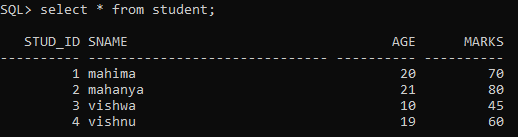 SQL> select * from student;
STUD_ID SNAME AGE MARKS
---------- ------------------------------ ---------- ----------
1 mahima 20 70
2 mahanya 21 80
3 vishwa 10 45
4 vishnu 19 60